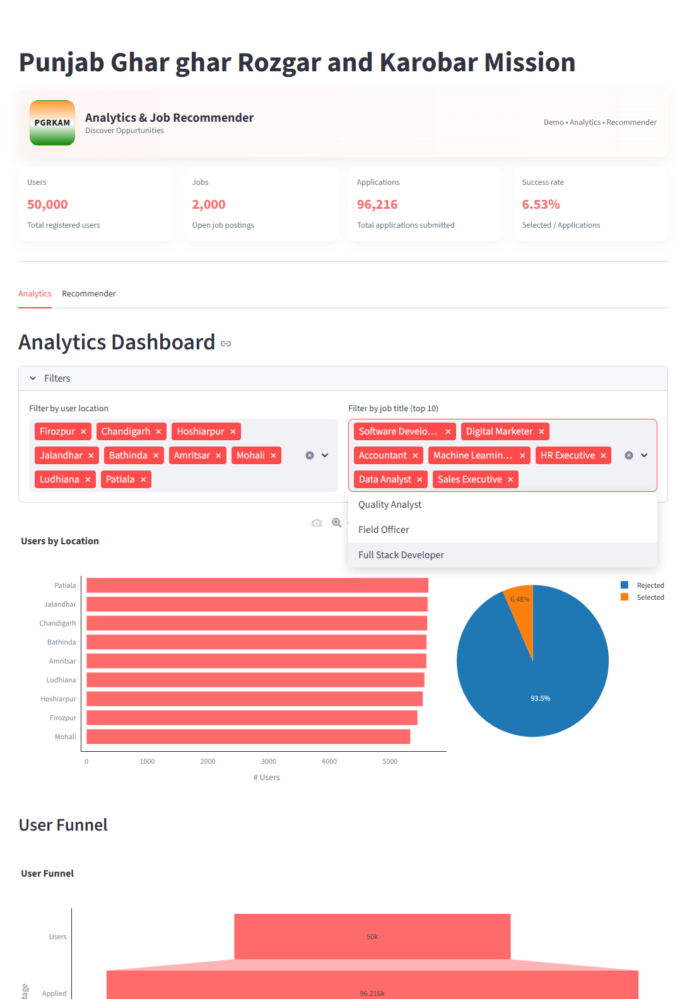 Punjab Ghar ghar Rozgar and Karobar Mission
PGRKAM
Analytics & Job Recommender
Discover Oppurtunities
Demo • Analytics • Recommender
Users
50,000
Total registered users
Jobs
2,000
Open job postings
Applications
96,216
Total applications submitted
Success rate
6.53%
Selected / Applications
Analytics
Recommender
Analytics Dashboard
Filters
Filter by user location
Firozpur × Chandigarh × Hoshiarpur ×
Jalandhar × Bathinda × Amritsar × Mohali ×
Ludhiana × Patiala ×
Filter by job title (top 10)
Software Develo... × Digital Marketer ×
Accountant × Machine Learnin... × HR Executive ×
Data Analyst × Sales Executive ×
Quality Analyst
Field Officer
Full Stack Developer
Users by Location
Patiala
Jalandhar
Chandigarh
Bathinda
Amritsar
Ludhiana
Hoshiarpur
Firozpur
Mohali
0 1000 2000 3000 4000 5000
# Users
Rejected
Selected
6.48%
93.5%
User Funnel
User Funnel
Users
50k
Applied
96.216k